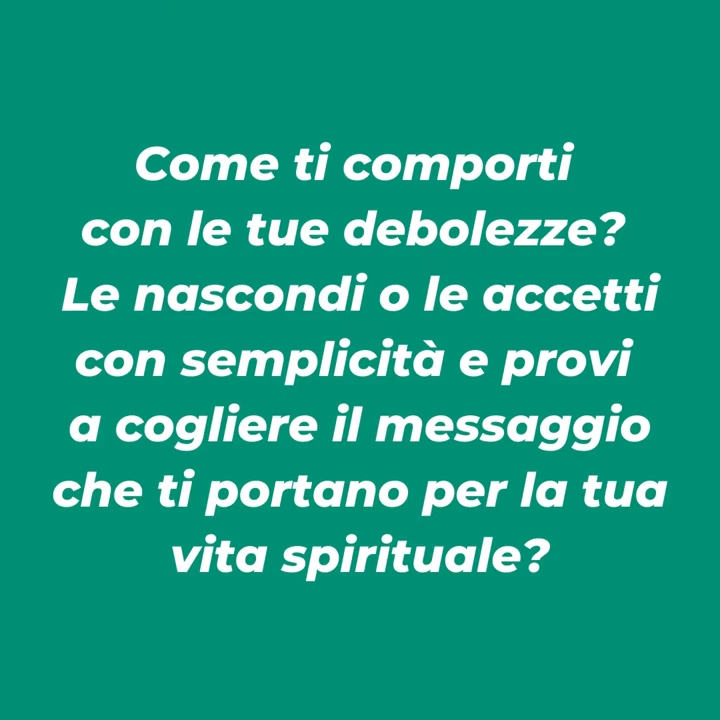 Come ti comporti
con le tue debolezze?
Le nascondi o le accetti
con semplicità e provi
a cogliere il messaggio
che ti portano per la tua
vita spirituale?